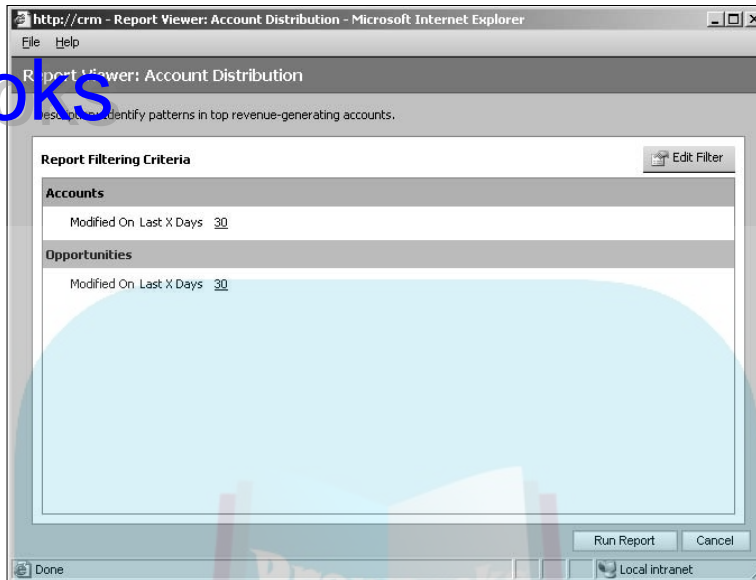 http://crm - Report Viewer: Account Distribution - Microsoft Internet Explorer
File Help
Report Viewer: Account Distribution
oks
Description: Identify patterns in top revenue-generating accounts.
Report Filtering Criteria
Edit Filter
Accounts
Modified On Last X Days 30
Opportunities
Modified On Last X Days 30
Run Report Cancel
Done
Local intranet